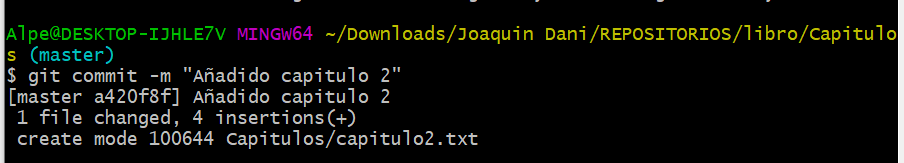 Alpe@DESKTOP-IJHLE7V MINGW64 ~/Downloads/Joaquin Dani/REPOSITORIOS/libro/Capitulo
s (master)
$ git commit -m "Añadido capitulo 2"
[master a420f8f] Añadido capitulo 2
 1 file changed, 4 insertions(+)
 create mode 100644 Capitulos/capitulo2.txt